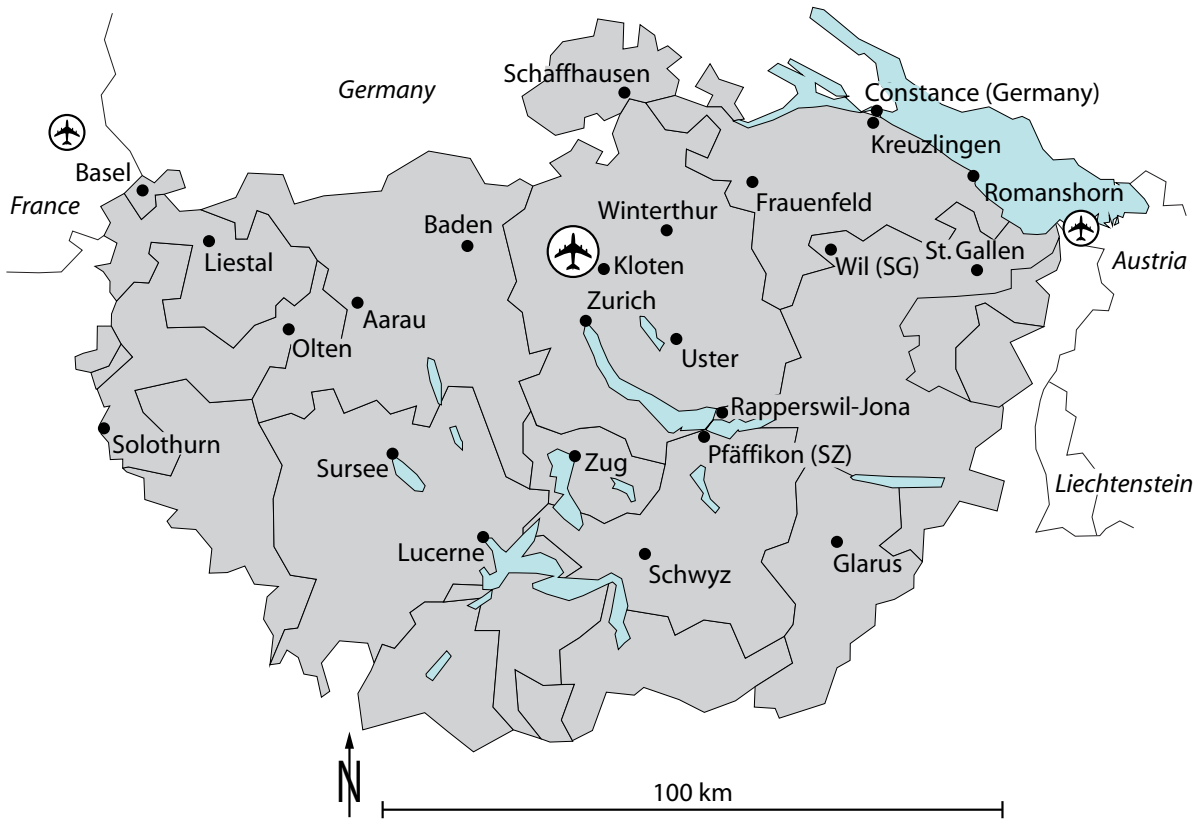 Schaffhausen
Germany
Constance (Germany)
Kreuzlingen
Basel
Romanshorn
France
Frauenfeld
Winterthur
Baden
St. Gallen
Liestal
Kloten
Wil (SG)
Austria
Zurich
Aarau
Olten
Uster
Rapperswil-Jona
Solothurn
Pfäffikon (SZ)
Sursee
Zug
Liechtenstein
Lucerne
Schwyz
Glarus
N
100 km